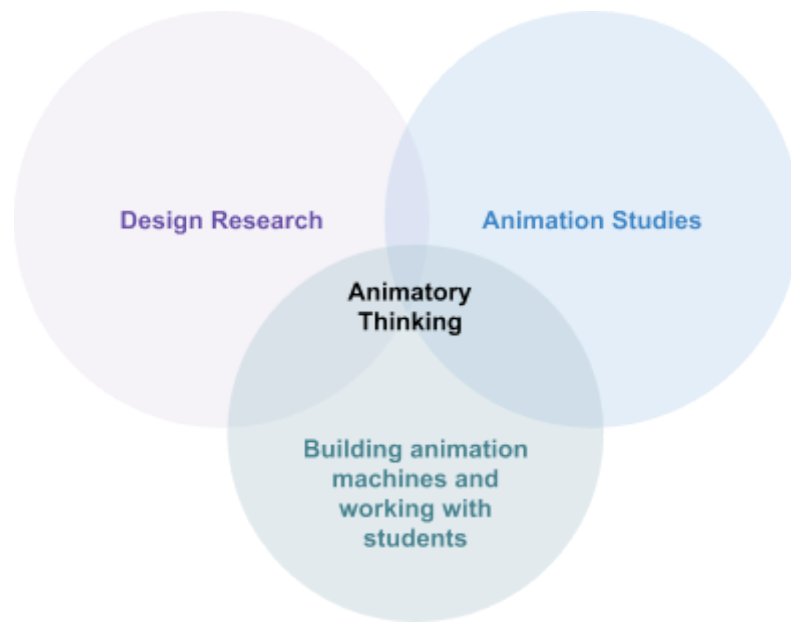 Design Research
Animation Studies
Animatory
Thinking
Building animation
machines and
working with
students